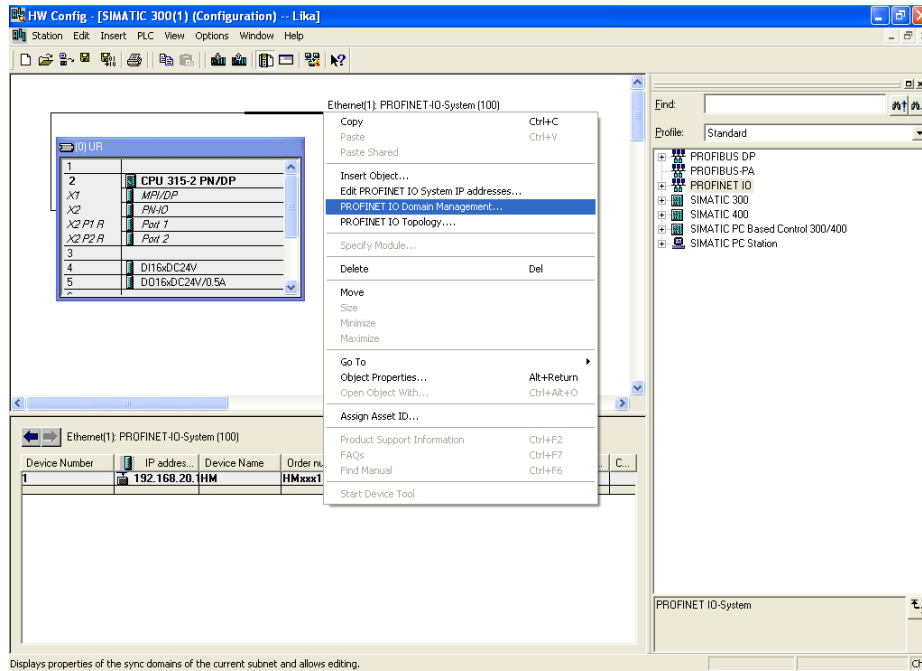 HW Config - [SIMATIC 300(1) (Configuration) -- Lika]
Station Edit Insert PLC View Options Window Help
Ethernet(1): PROFINET-IO-System (100)
(0) UR
1
2 CPU 315-2 PN/DP
X1 MPI/DP
X2 PN-IO
X2 P1 R Port 1
X2 P2 R Port 2
3
4 DI16xDC24V
5 DO16xDC24V/0.5A
Copy Ctrl+C
Paste Ctrl+V
Paste Shared
Insert Object...
Edit PROFINET IO System IP addresses...
PROFINET IO Domain Management...
PROFINET IO Topology....
Specify Module...
Delete Del
Move
Size
Minimize
Maximize
Go To
Object Properties... Alt+Return
Open Object With... Ctrl+Alt+O
Assign Asset ID...
Product Support Information Ctrl+F2
FAQs Ctrl+F7
Find Manual Ctrl+F6
Start Device Tool
Find:
Profile: Standard
PROFIBUS DP
PROFIBUS-PA
PROFINET IO
SIMATIC 300
SIMATIC 400
SIMATIC PC Based Control 300/400
SIMATIC PC Station
Ethernet(1): PROFINET-IO-System (100)
Device Number IP addres... Device Name Order nu C...
1 192.168.20.1 HM HMxxx1
PROFINET IO-System
Displays properties of the sync domains of the current subnet and allows editing. Ch